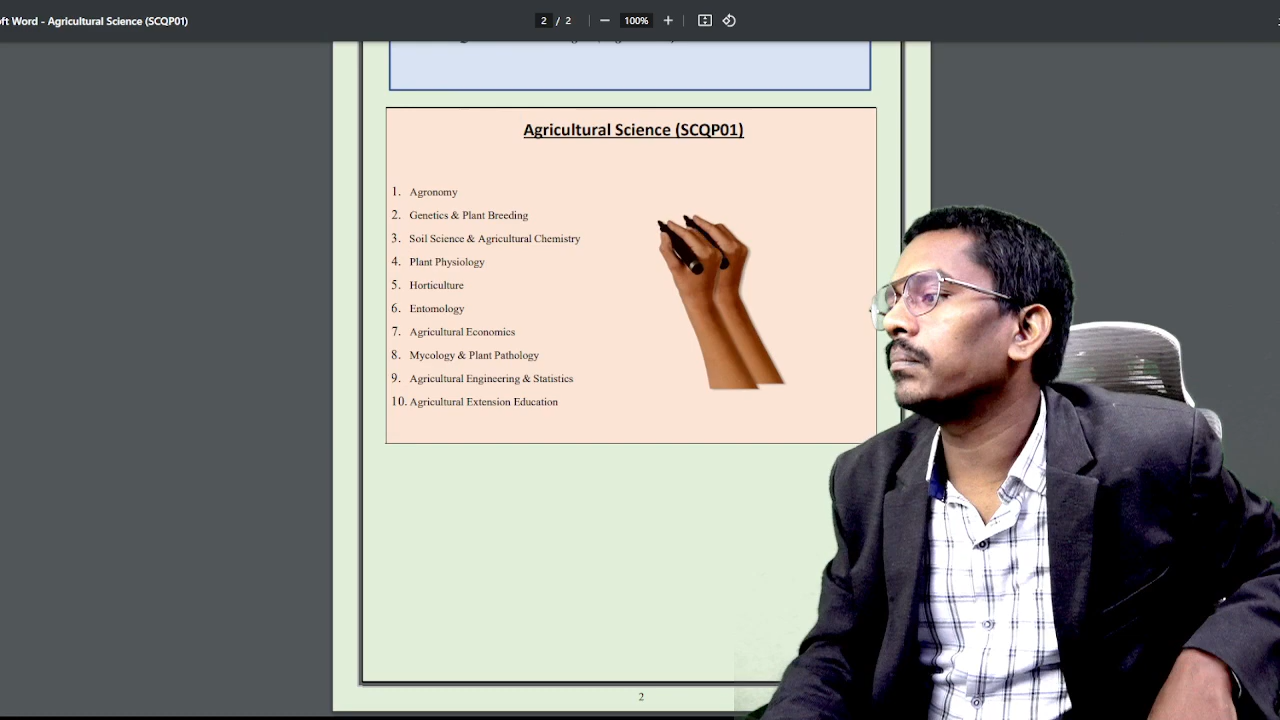 oft Word - Agricultural Science (SCQP01)
2 / 2
100%
Agricultural Science (SCQP01)
1. Agronomy
2. Genetics & Plant Breeding
3. Soil Science & Agricultural Chemistry
4. Plant Physiology
5. Horticulture
6. Entomology
7. Agricultural Economics
8. Mycology & Plant Pathology
9. Agricultural Engineering & Statistics
10. Agricultural Extension Education
2